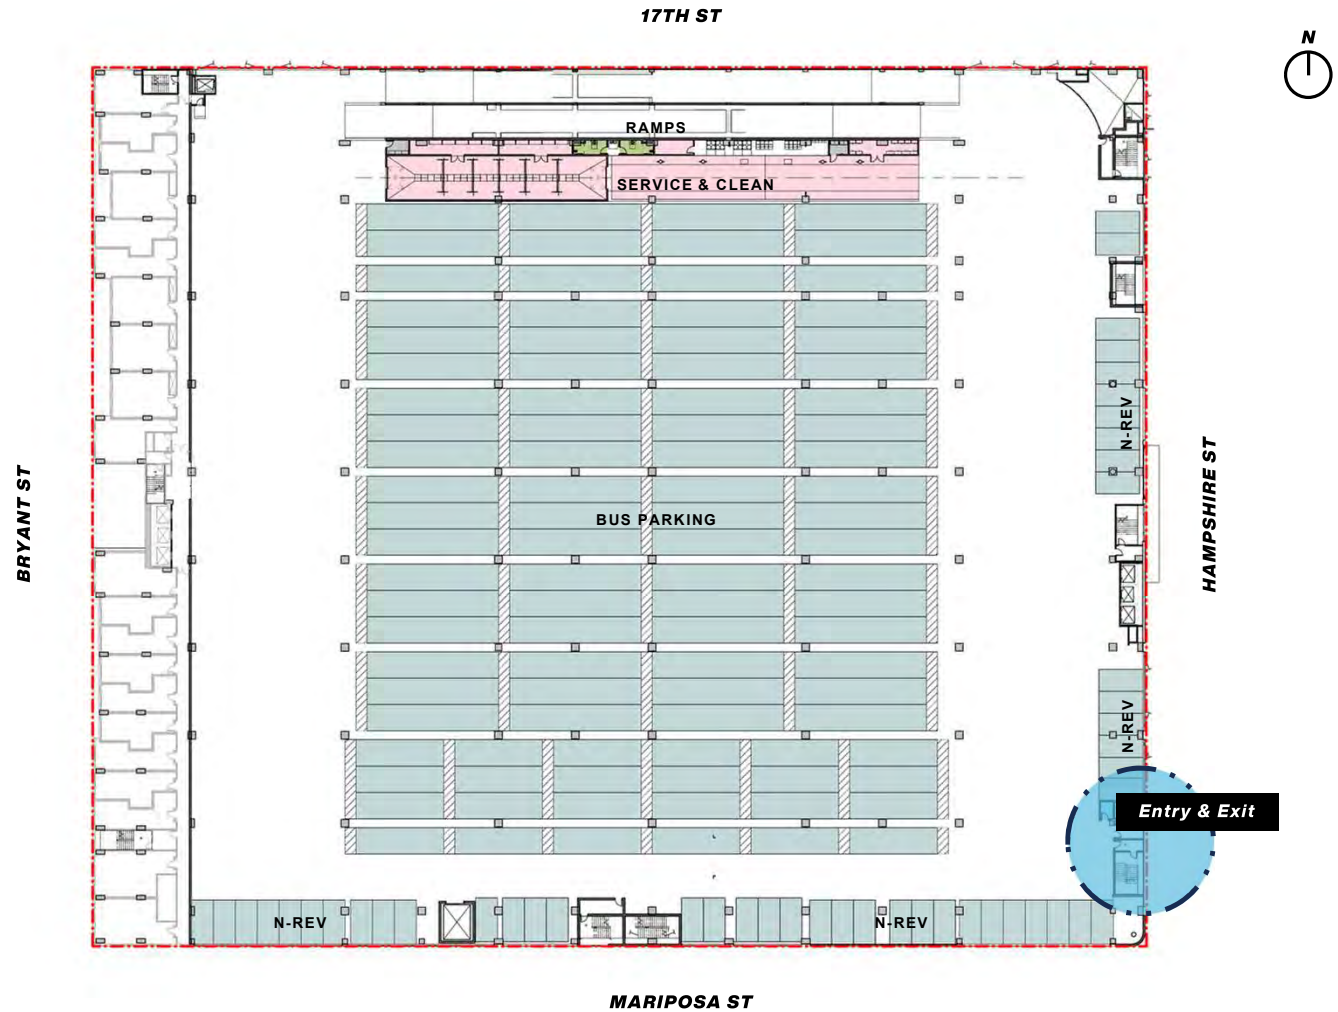 17TH ST
N
RAMPS
SERVICE & CLEAN
N-REV
BRYANT ST
HAMPSHIRE ST
BUS PARKING
N-REV
Entry & Exit
N-REV
N-REV
MARIPOSA ST